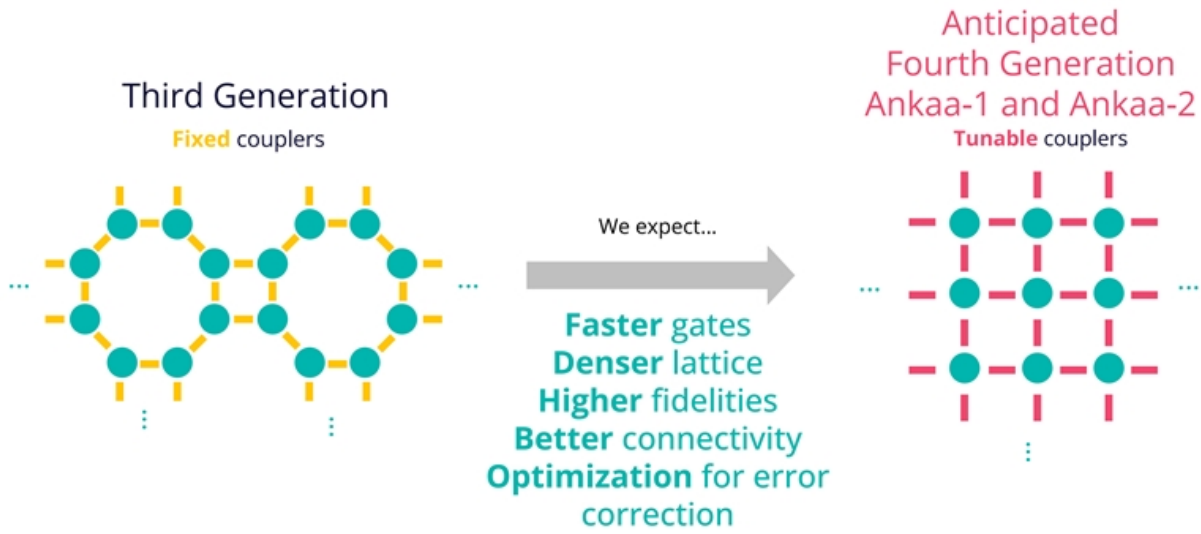 Third Generation
Fixed couplers
We expect...
Faster gates
Denser lattice
Higher fidelities
Better connectivity
Optimization for error
correction
Anticipated
Fourth Generation
Ankaa-1 and Ankaa-2
Tunable couplers